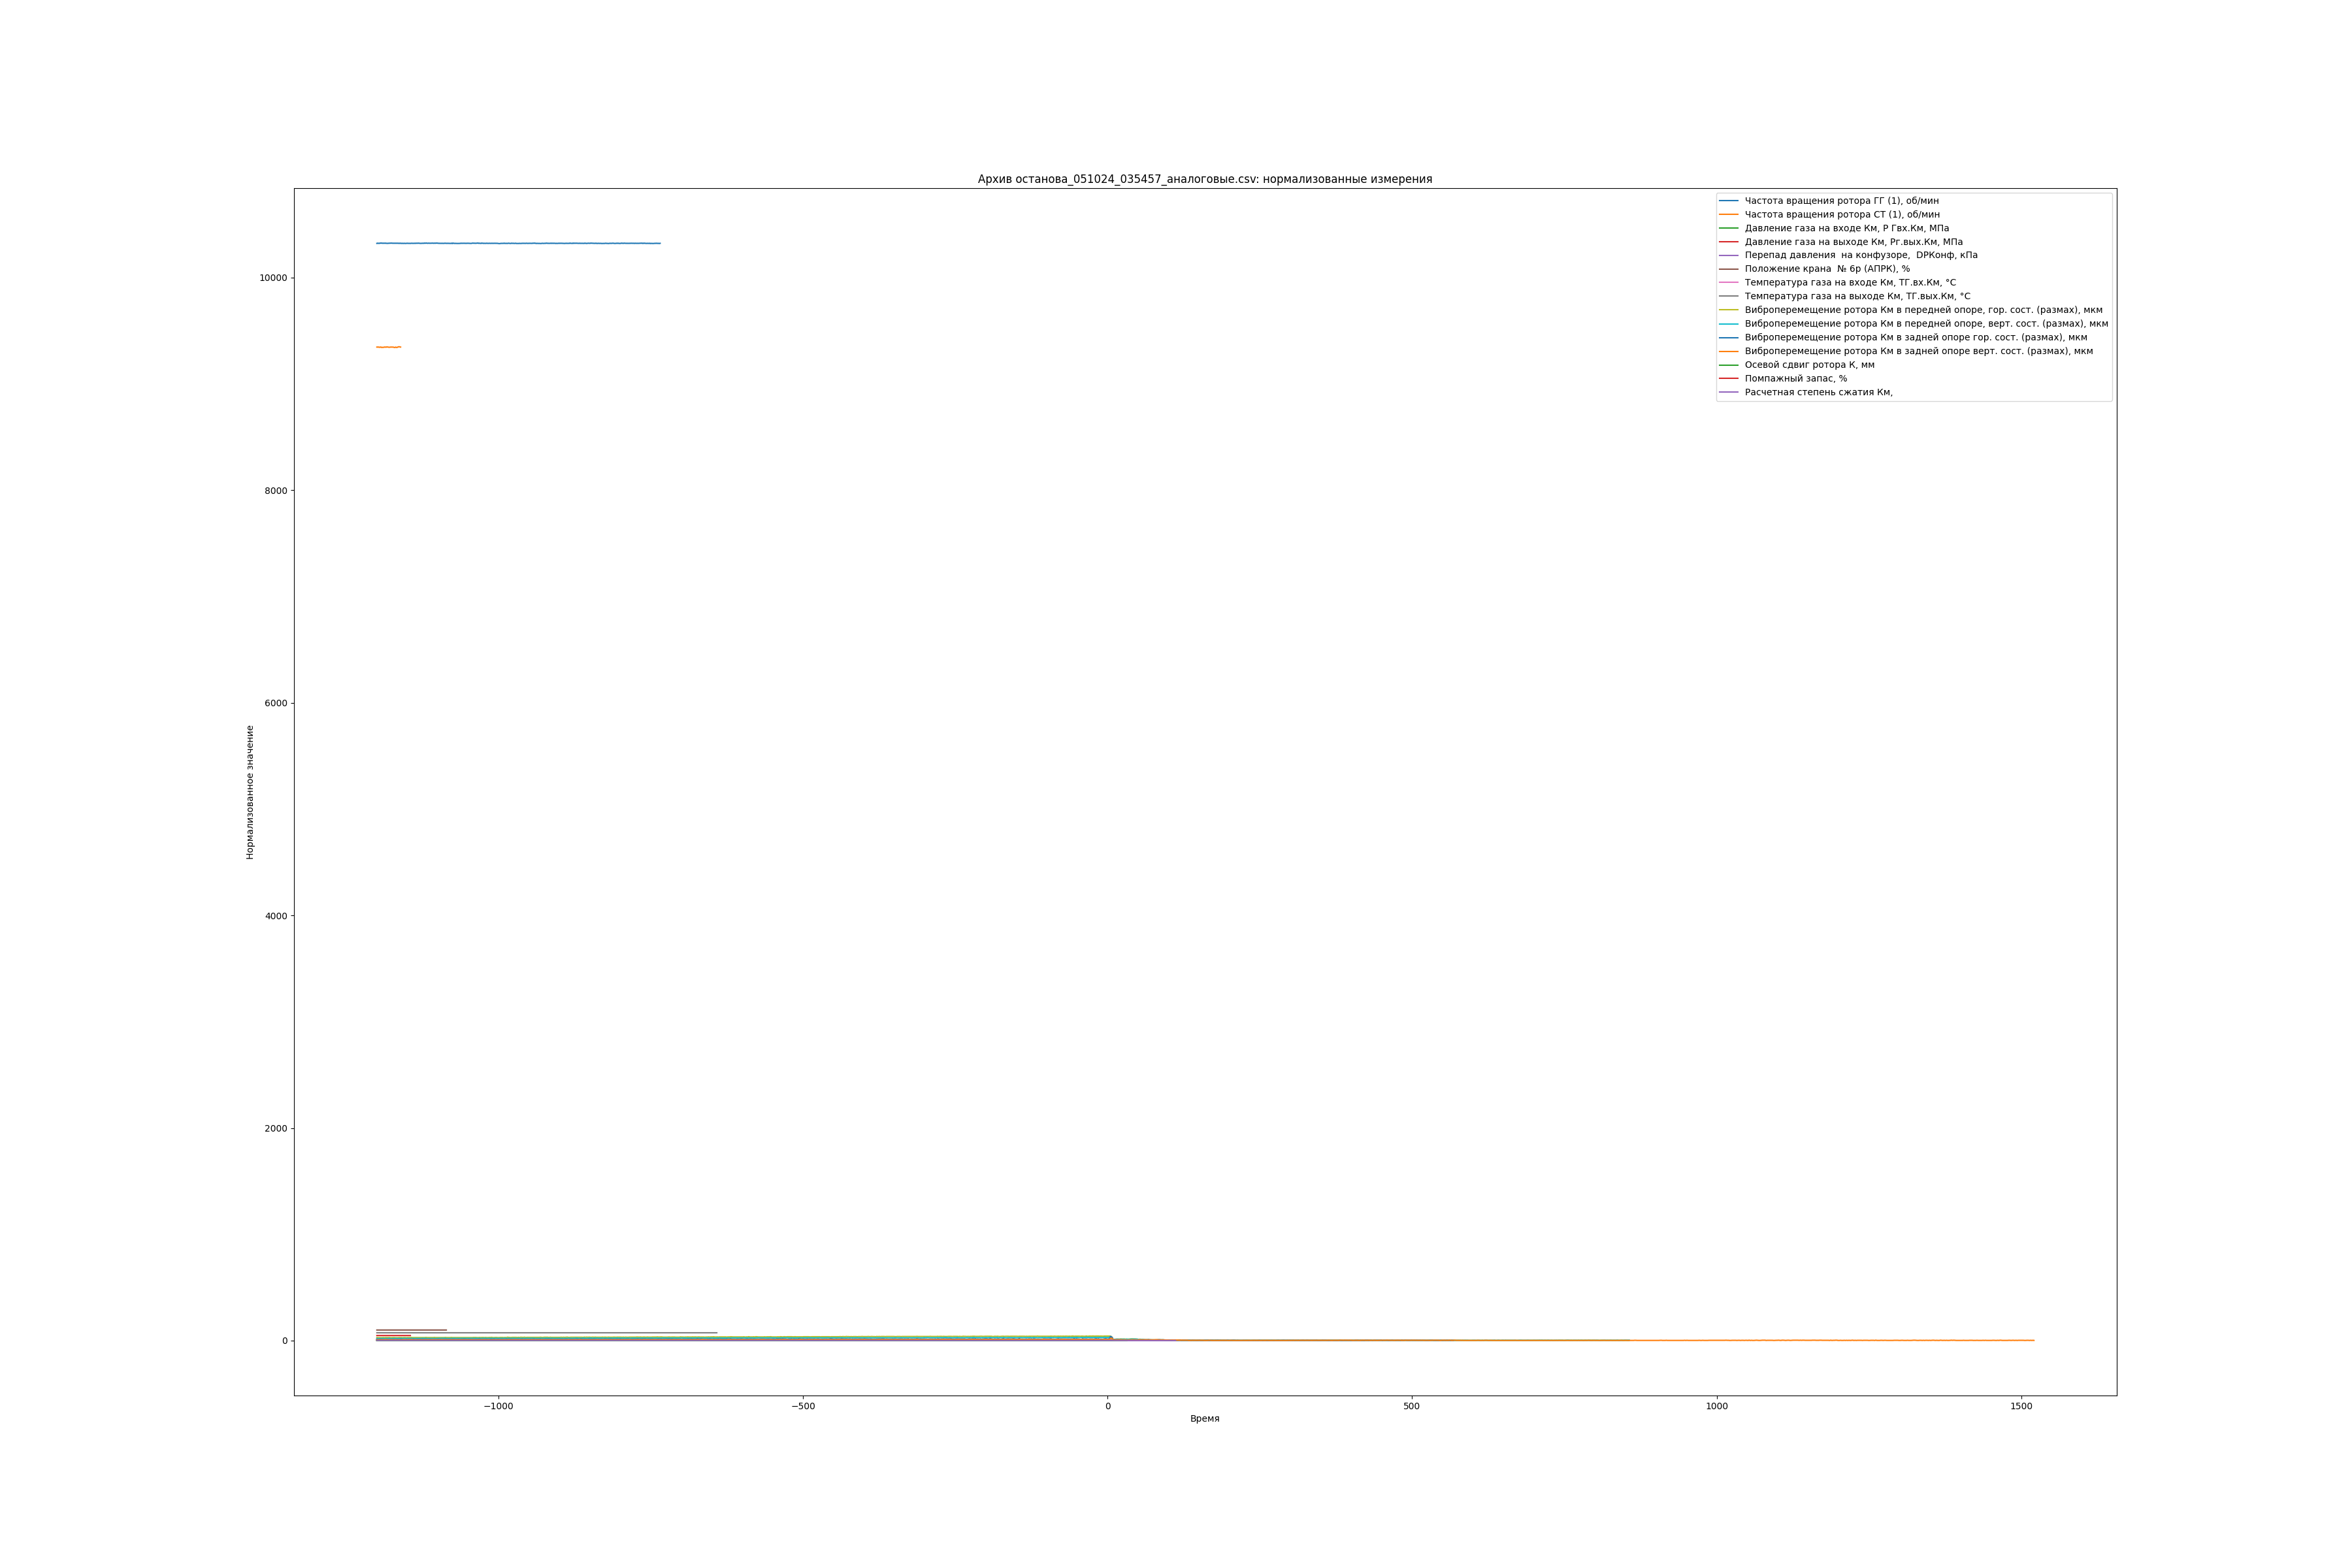 Архив останова_051024_035457_аналоговые.csv: нормализованные измерения
Частота вращения ротора ГГ (1), об/мин
Частота вращения ротора СТ (1), об/мин
Давление газа на входе Км, Р Гвх.Км, МПа
Давление газа на выходе Км, Рг.вых.Км, МПа
Перепад давления  на конфузоре,  DPКонф, кПа
Положение крана  № 6р (АПРК), %
Температура газа на входе Км, ТГ.вх.Км, °С
Температура газа на выходе Км, ТГ.вых.Км, °С
Виброперемещение ротора Км в передней опоре, гор. сост. (размах), мкм
Виброперемещение ротора Км в передней опоре, верт. сост. (размах), мкм
Виброперемещение ротора Км в задней опоре гор. сост. (размах), мкм
Виброперемещение ротора Км в задней опоре верт. сост. (размах), мкм
Осевой сдвиг ротора К, мм
Помпажный запас, %
Расчетная степень сжатия Км,
10000
8000
6000
4000
2000
0
Нормализованное значение
−1000
−500
0
500
1000
1500
Время